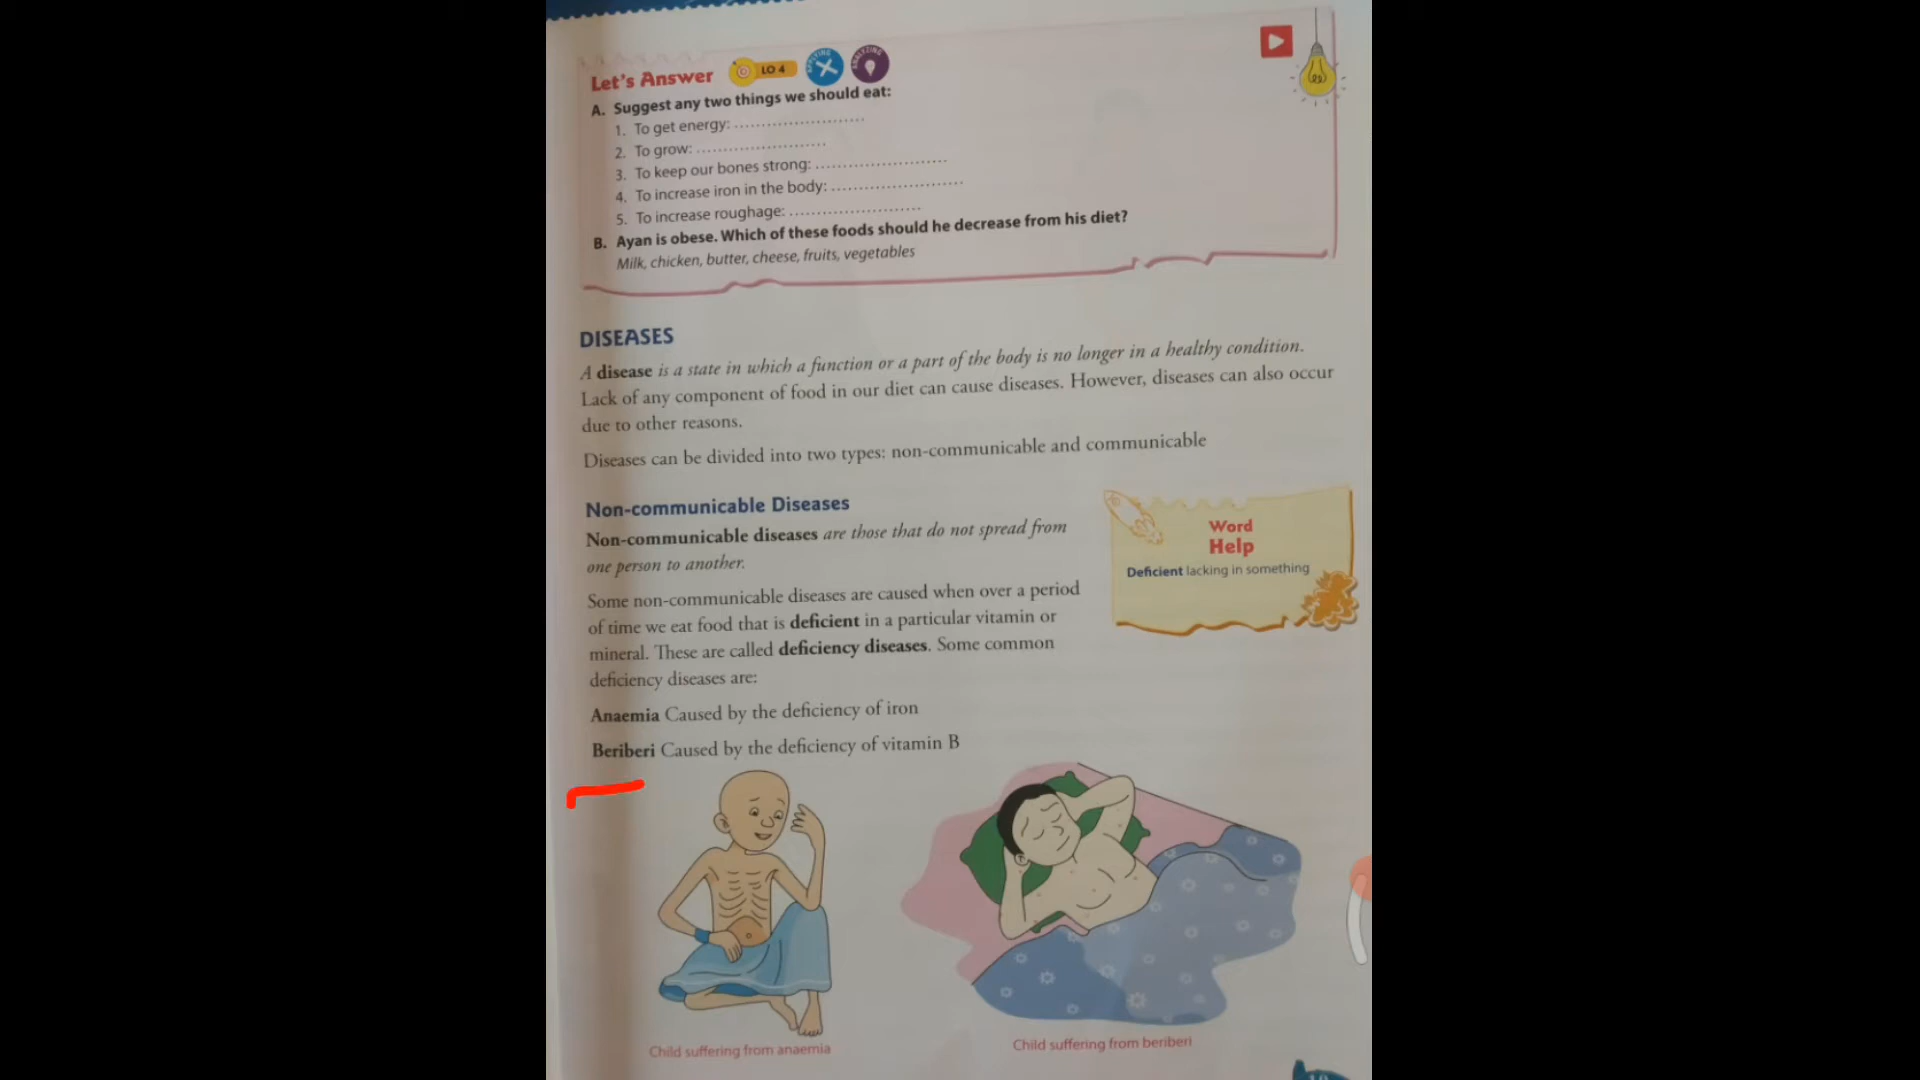 Let's Answer LO 4 APPLYING ANALYZING
A. Suggest any two things we should eat:
1. To get energy: ........................
2. To grow: ........................
3. To keep our bones strong: ........................
4. To increase iron in the body: ........................
5. To increase roughage: ........................
B. Ayan is obese. Which of these foods should he decrease from his diet?
Milk, chicken, butter, cheese, fruits, vegetables
DISEASES
A disease is a state in which a function or a part of the body is no longer in a healthy condition.
Lack of any component of food in our diet can cause diseases. However, diseases can also occur
due to other reasons.
Diseases can be divided into two types: non-communicable and communicable
Non-communicable Diseases
Non-communicable diseases are those that do not spread from
one person to another.
Some non-communicable diseases are caused when over a period
of time we eat food that is deficient in a particular vitamin or
mineral. These are called deficiency diseases. Some common
deficiency diseases are:
Word
Help
Deficient lacking in something
Anaemia Caused by the deficiency of iron
Beriberi Caused by the deficiency of vitamin B
Child suffering from anaemia
Child suffering from beriberi